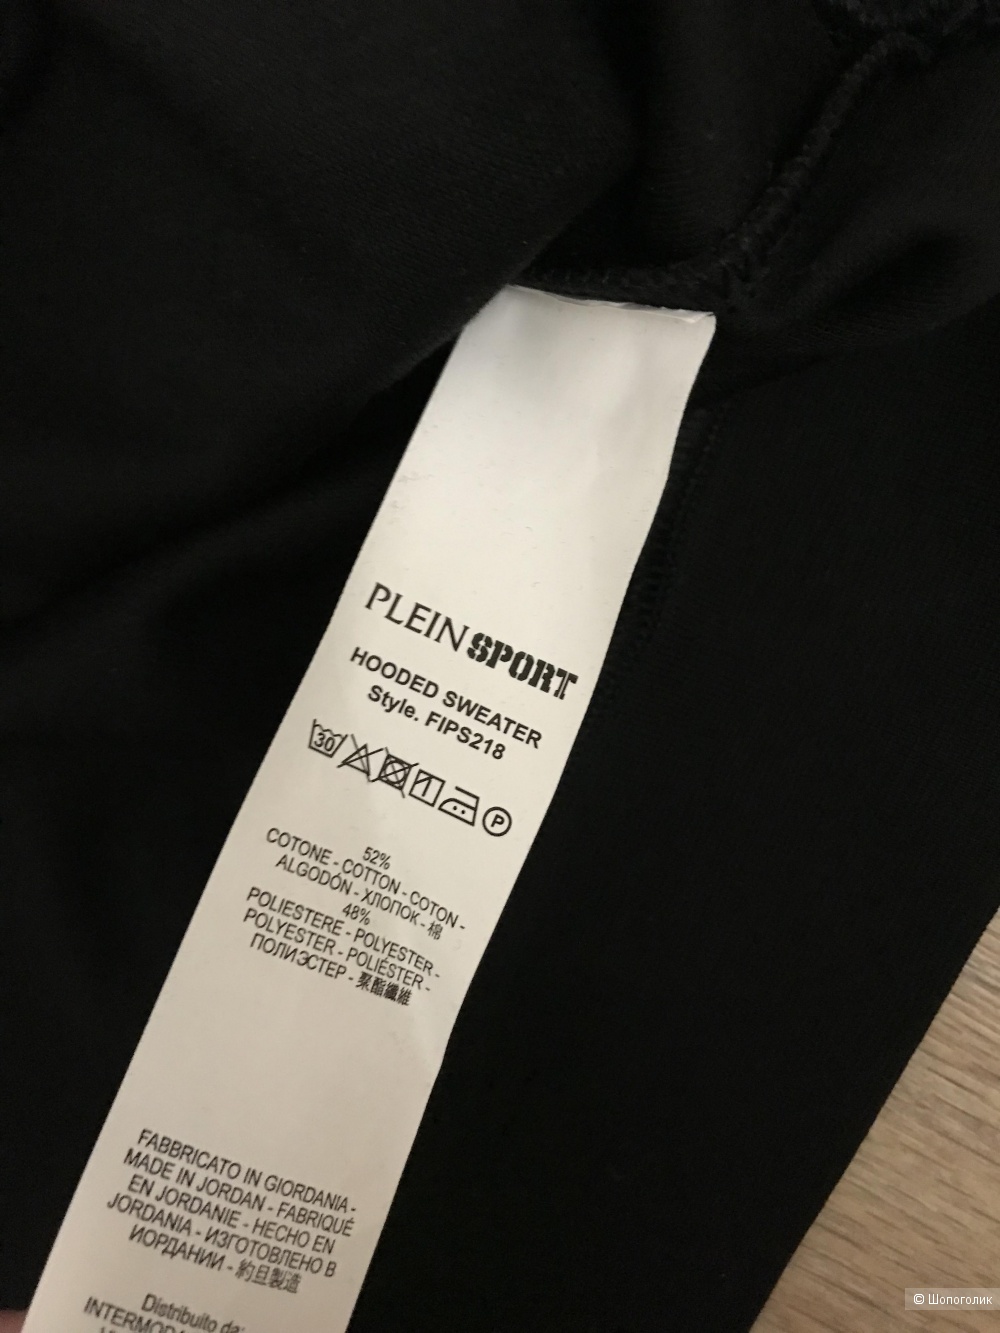 PLEIN SPORT
HOODED SWEATER
Style. FIPS218
30 P
52%
COTONE - COTTON - COTON -
ALGODÓN - ХЛОПОК - 棉
48%
POLIESTERE - POLYESTER -
POLYESTER - POLIÉSTER -
ПОЛИЭСТЕР - 聚酯纖維
FABBRICATO IN GIORDANIA -
MADE IN JORDAN - FABRIQUÉ
EN JORDANIE - HECHO EN
JORDANIA - ИЗГОТОВЛЕНО В
ИОРДАНИИ - 約旦製造
Distribuito da:
© Шопоголик